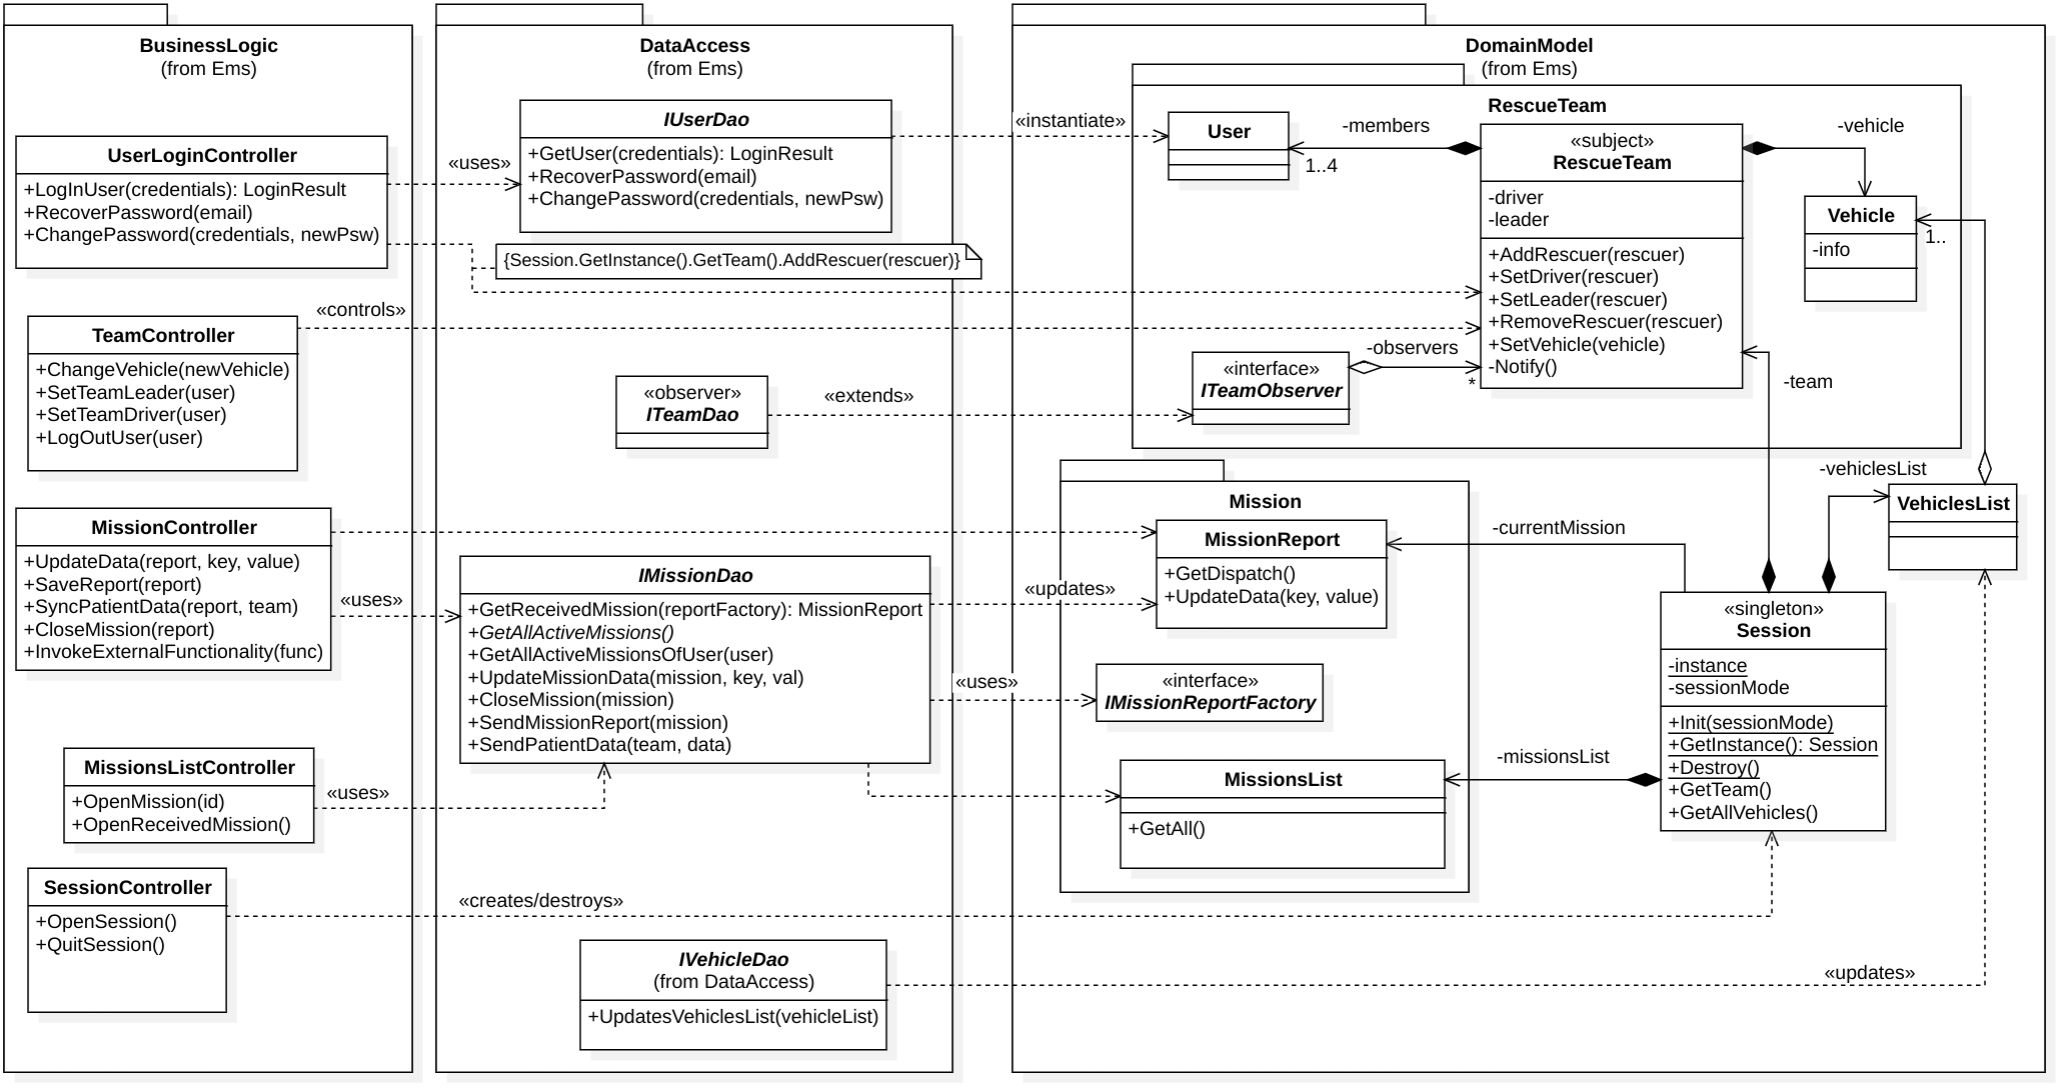 BusinessLogic
(from Ems)
UserLoginController
+LogInUser(credentials): LoginResult
+RecoverPassword(email)
+ChangePassword(credentials, newPsw)
«uses»
«controls»
TeamController
+ChangeVehicle(newVehicle)
+SetTeamLeader(user)
+SetTeamDriver(user)
+LogOutUser(user)
MissionController
+UpdateData(report, key, value)
+SaveReport(report)
+SyncPatientData(report, team)
+CloseMission(report)
+InvokeExternalFunctionality(func)
«uses»
MissionsListController
+OpenMission(id)
+OpenReceivedMission()
«uses»
SessionController
+OpenSession()
+QuitSession()
«creates/destroys»
DataAccess
(from Ems)
IUserDao
+GetUser(credentials): LoginResult
+RecoverPassword(email)
+ChangePassword(credentials, newPsw)
{Session.GetInstance().GetTeam().AddRescuer(rescuer)}
«observer»
ITeamDao
«extends»
IMissionDao
+GetReceivedMission(reportFactory): MissionReport
+GetAllActiveMissions()
+GetAllActiveMissionsOfUser(user)
+UpdateMissionData(mission, key, val)
+CloseMission(mission)
+SendMissionReport(mission)
+SendPatientData(team, data)
IVehicleDao
(from DataAccess)
+UpdatesVehiclesList(vehicleList)
«instantiate»
«updates»
«uses»
DomainModel
(from Ems)
RescueTeam
User
-members
1..4
«subject»
RescueTeam
-driver
-leader
+AddRescuer(rescuer)
+SetDriver(rescuer)
+SetLeader(rescuer)
+RemoveRescuer(rescuer)
+SetVehicle(vehicle)
-Notify()
-vehicle
Vehicle
-info
1..
«interface»
ITeamObserver
-observers
*
-team
-vehiclesList
VehiclesList
Mission
MissionReport
+GetDispatch()
+UpdateData(key, value)
-currentMission
«interface»
IMissionReportFactory
MissionsList
+GetAll()
-missionsList
«singleton»
Session
-instance
-sessionMode
+Init(sessionMode)
+GetInstance(): Session
+Destroy()
+GetTeam()
+GetAllVehicles()
«updates»